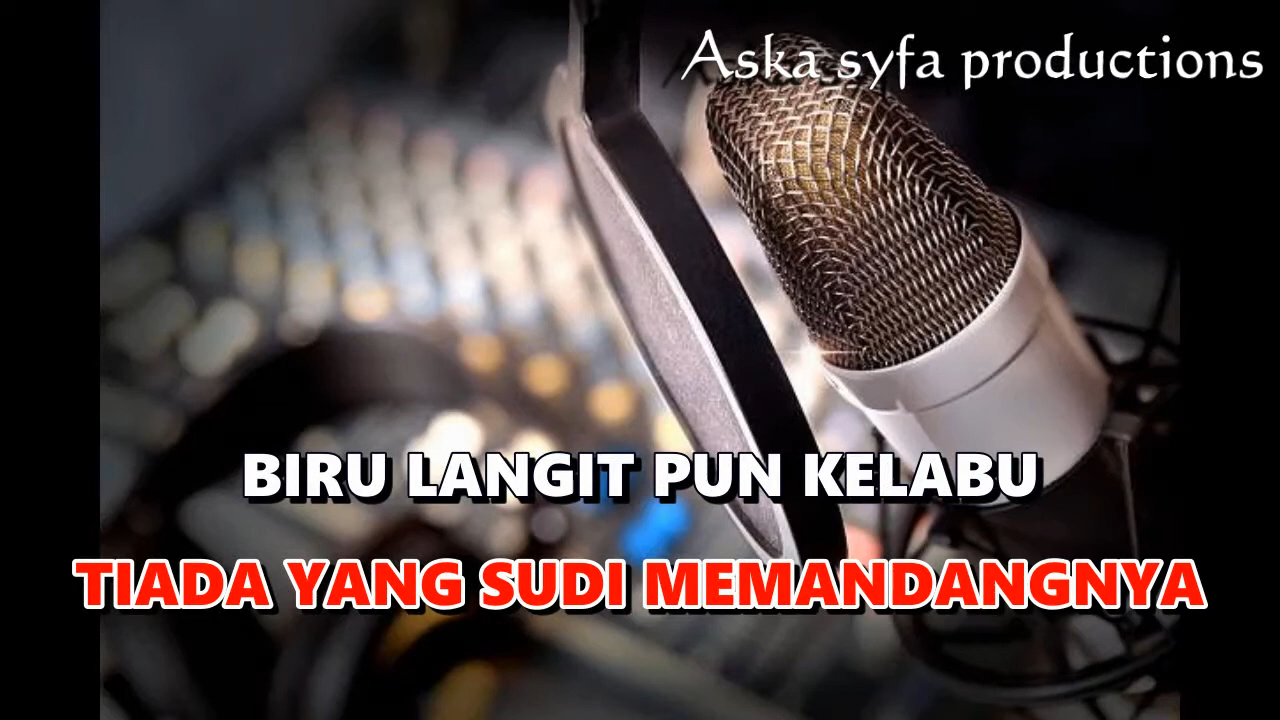 Aska syfa productions
BIRU LANGIT PUN KELABU
TIADA YANG SUDI MEMANDANGNYA